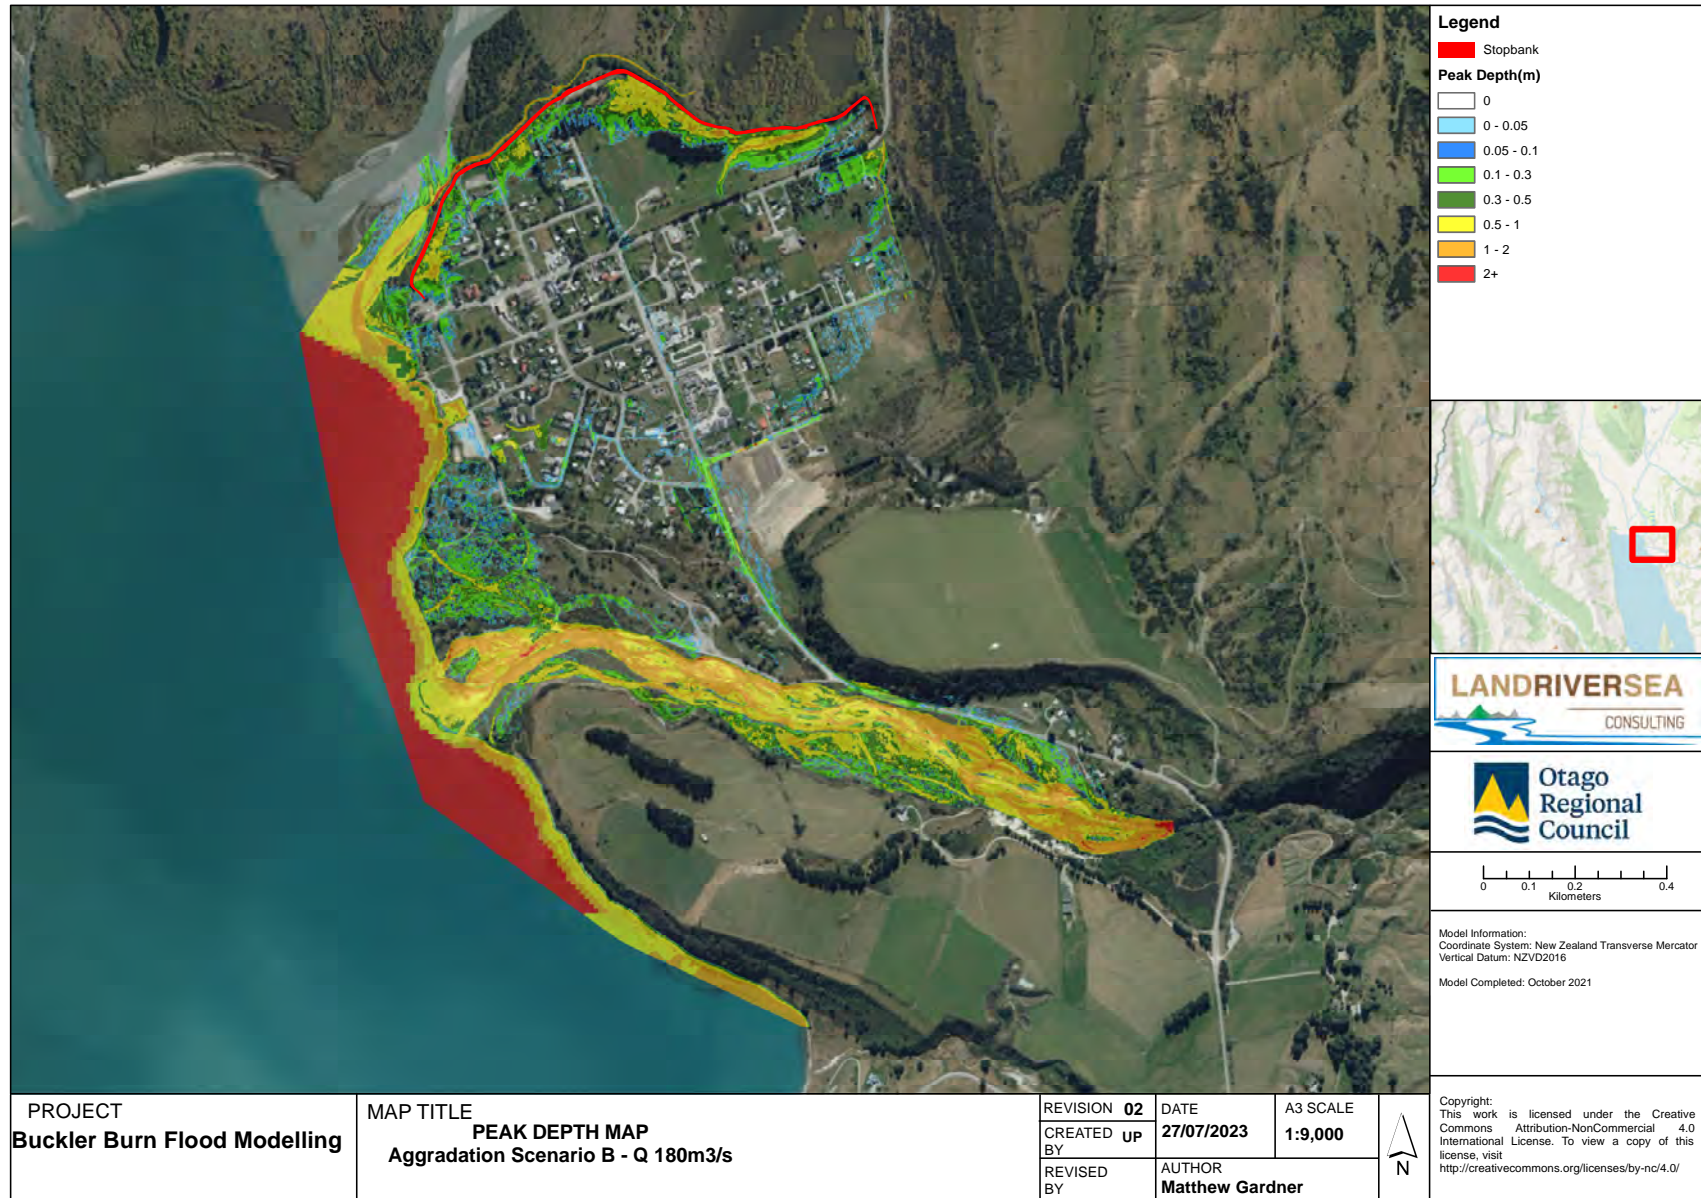 Legend
Stopbank
Peak Depth(m)
0
0 - 0.05
0.05 - 0.1
0.1 - 0.3
0.3 - 0.5
0.5 - 1
1 - 2
2+
LANDRIVERSEA
CONSULTING
Otago
Regional
Council
0 0.1 0.2 0.4
Kilometers
Model Information:
Coordinate System: New Zealand Transverse Mercator
Vertical Datum: NZVD2016
Model Completed: October 2021
Copyright:
This work is licensed under the Creative
Commons Attribution-NonCommercial 4.0
International License. To view a copy of this
license, visit
http://creativecommons.org/licenses/by-nc/4.0/
PROJECT
Buckler Burn Flood Modelling
MAP TITLE
PEAK DEPTH MAP
Aggradation Scenario B - Q 180m3/s
REVISION 02
CREATED BY UP
REVISED BY
DATE
27/07/2023
A3 SCALE
1:9,000
AUTHOR
Matthew Gardner
N